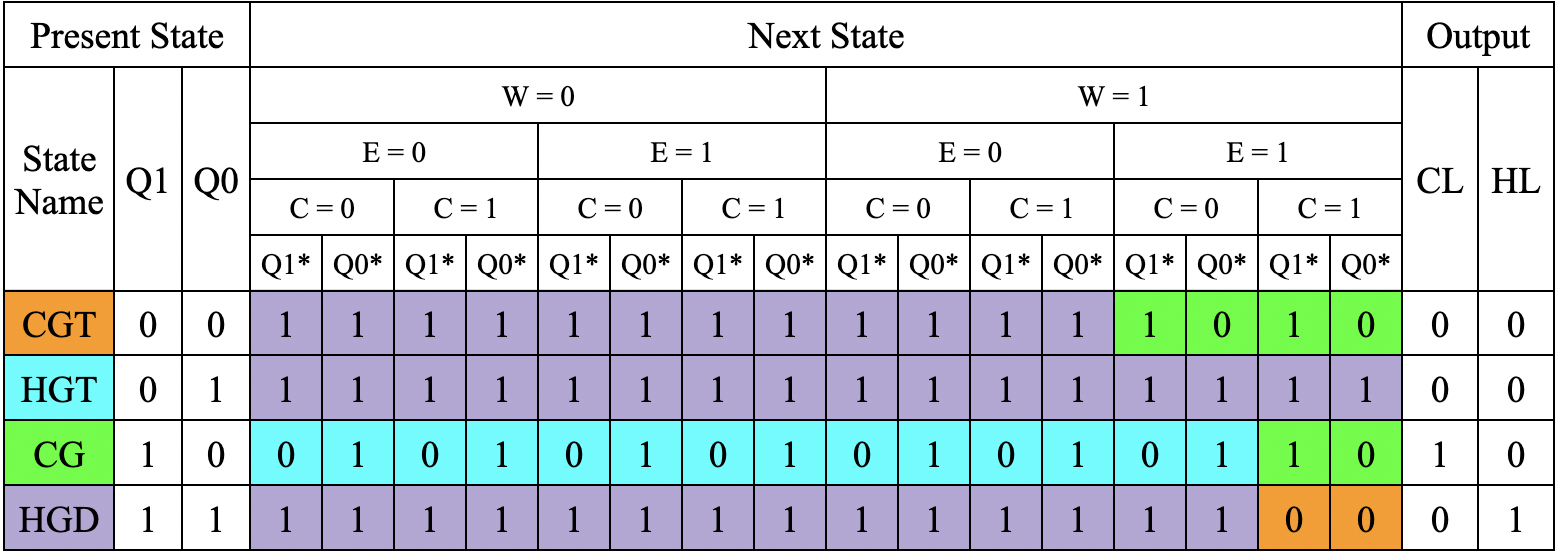 Present State Next State Output
State Name Q1 Q0 W = 0 W = 1 CL HL
E = 0 E = 1 E = 0 E = 1
C = 0 C = 1 C = 0 C = 1 C = 0 C = 1 C = 0 C = 1
Q1* Q0* Q1* Q0* Q1* Q0* Q1* Q0* Q1* Q0* Q1* Q0* Q1* Q0* Q1* Q0*
CGT 0 0 1 1 1 1 1 1 1 1 1 1 1 1 1 0 1 0 0 0
HGT 0 1 1 1 1 1 1 1 1 1 1 1 1 1 1 1 1 1 0 0
CG 1 0 0 1 0 1 0 1 0 1 0 1 0 1 0 1 1 0 1 0
HGD 1 1 1 1 1 1 1 1 1 1 1 1 1 1 1 1 0 0 0 1